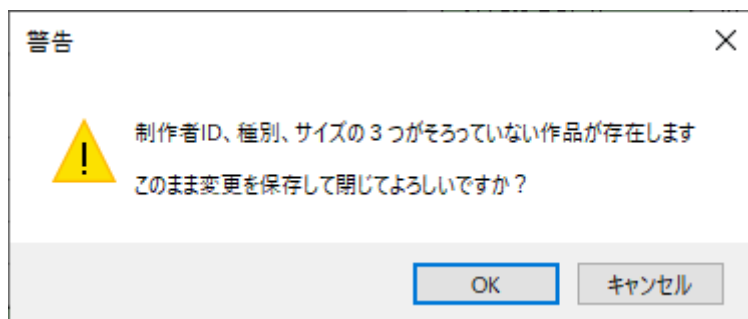 警告
制作者ID、種別、サイズの３つがそろっていない作品が存在します
このまま変更を保存して閉じてよろしいですか？
OK
キャンセル